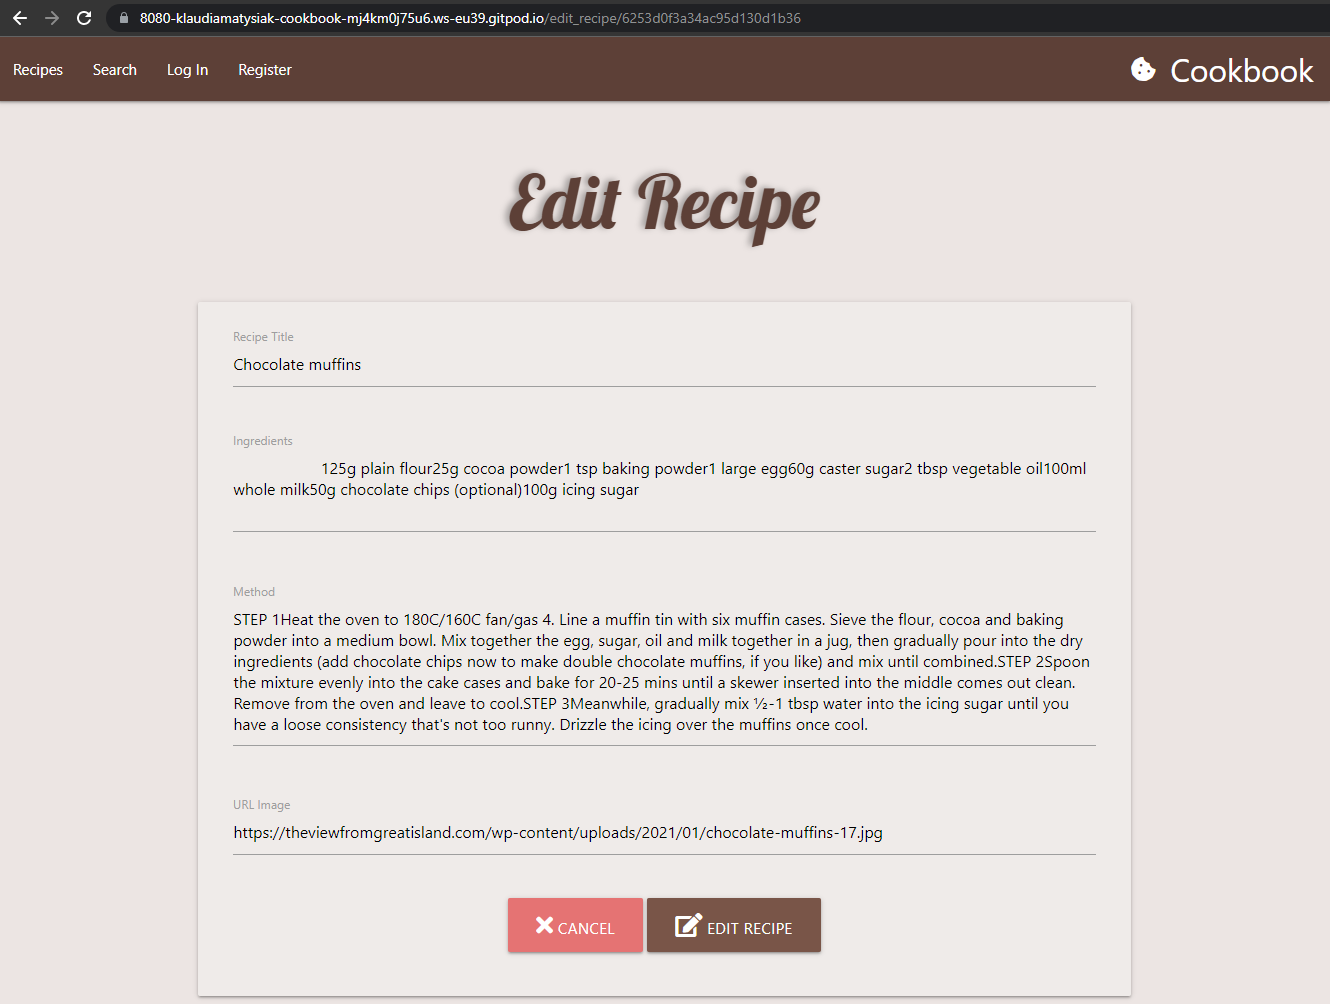 8080-klaudiamatysiak-cookbook-mj4km0j75u6.ws-eu39.gitpod.io/edit_recipe/6253d0f3a34ac95d130d1b36
Recipes Search Log In Register Cookbook
Edit Recipe
Recipe Title
Chocolate muffins
Ingredients
125g plain flour25g cocoa powder1 tsp baking powder1 large egg60g caster sugar2 tbsp vegetable oil100ml
whole milk50g chocolate chips (optional)100g icing sugar
Method
STEP 1Heat the oven to 180C/160C fan/gas 4. Line a muffin tin with six muffin cases. Sieve the flour, cocoa and baking
powder into a medium bowl. Mix together the egg, sugar, oil and milk together in a jug, then gradually pour into the dry
ingredients (add chocolate chips now to make double chocolate muffins, if you like) and mix until combined.STEP 2Spoon
the mixture evenly into the cake cases and bake for 20-25 mins until a skewer inserted into the middle comes out clean.
Remove from the oven and leave to cool.STEP 3Meanwhile, gradually mix ½-1 tbsp water into the icing sugar until you
have a loose consistency that's not too runny. Drizzle the icing over the muffins once cool.
URL Image
https://theviewfromgreatisland.com/wp-content/uploads/2021/01/chocolate-muffins-17.jpg
CANCEL EDIT RECIPE